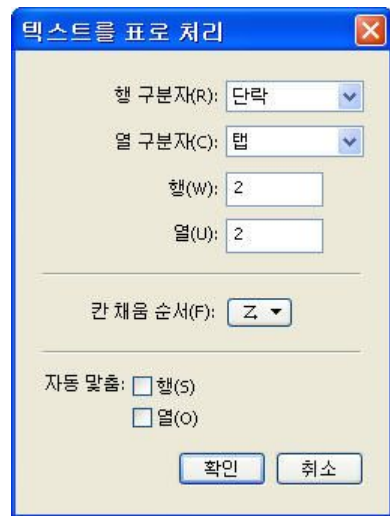 텍스트를 표로 처리
행 구분자(R): 단락
열 구분자(C): 탭
행(W): 2
열(U): 2
칸 채움 순서(F):
자동 맞춤: 행(S)
열(O)
확인 취소